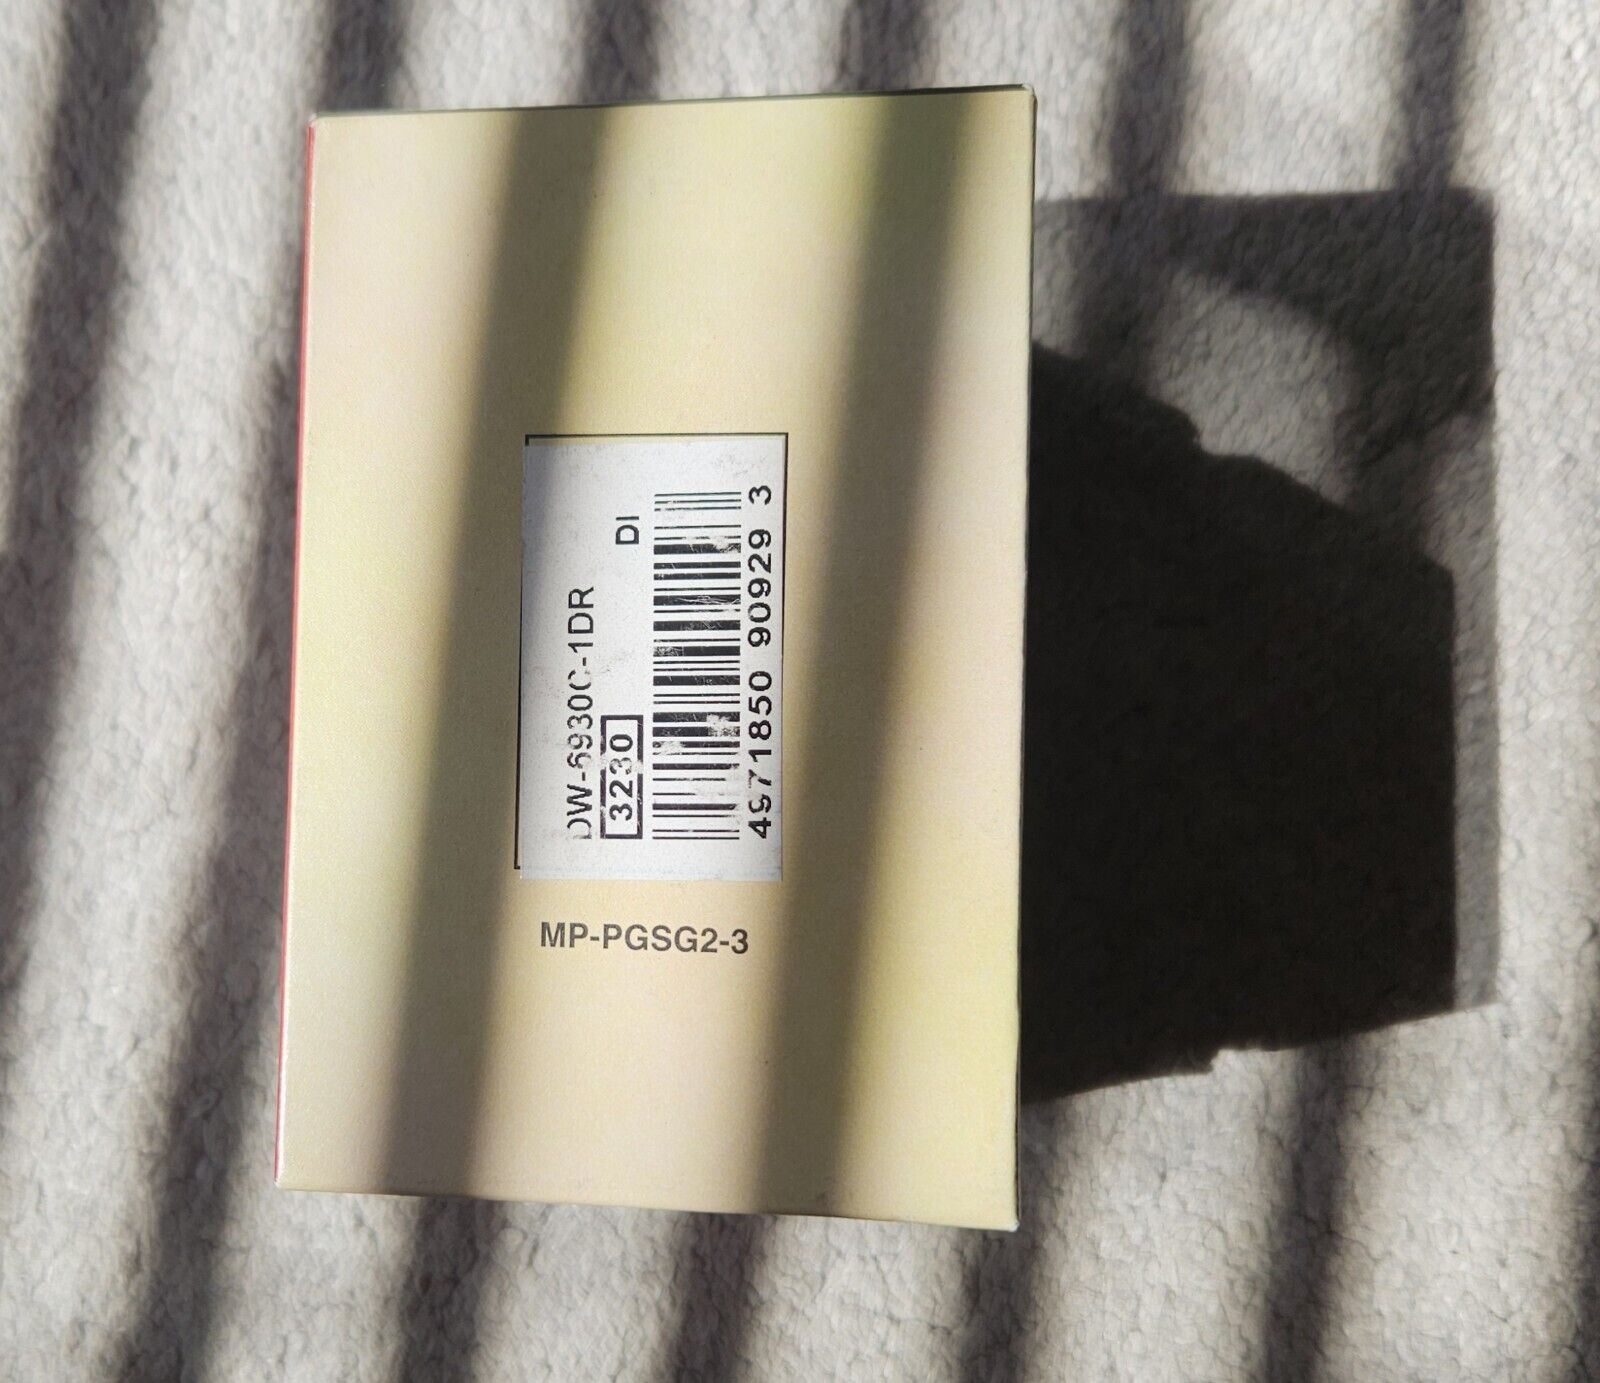 DW-6930C-1DR
3230
DI
4971850 90929 3
MP-PGSG2-3